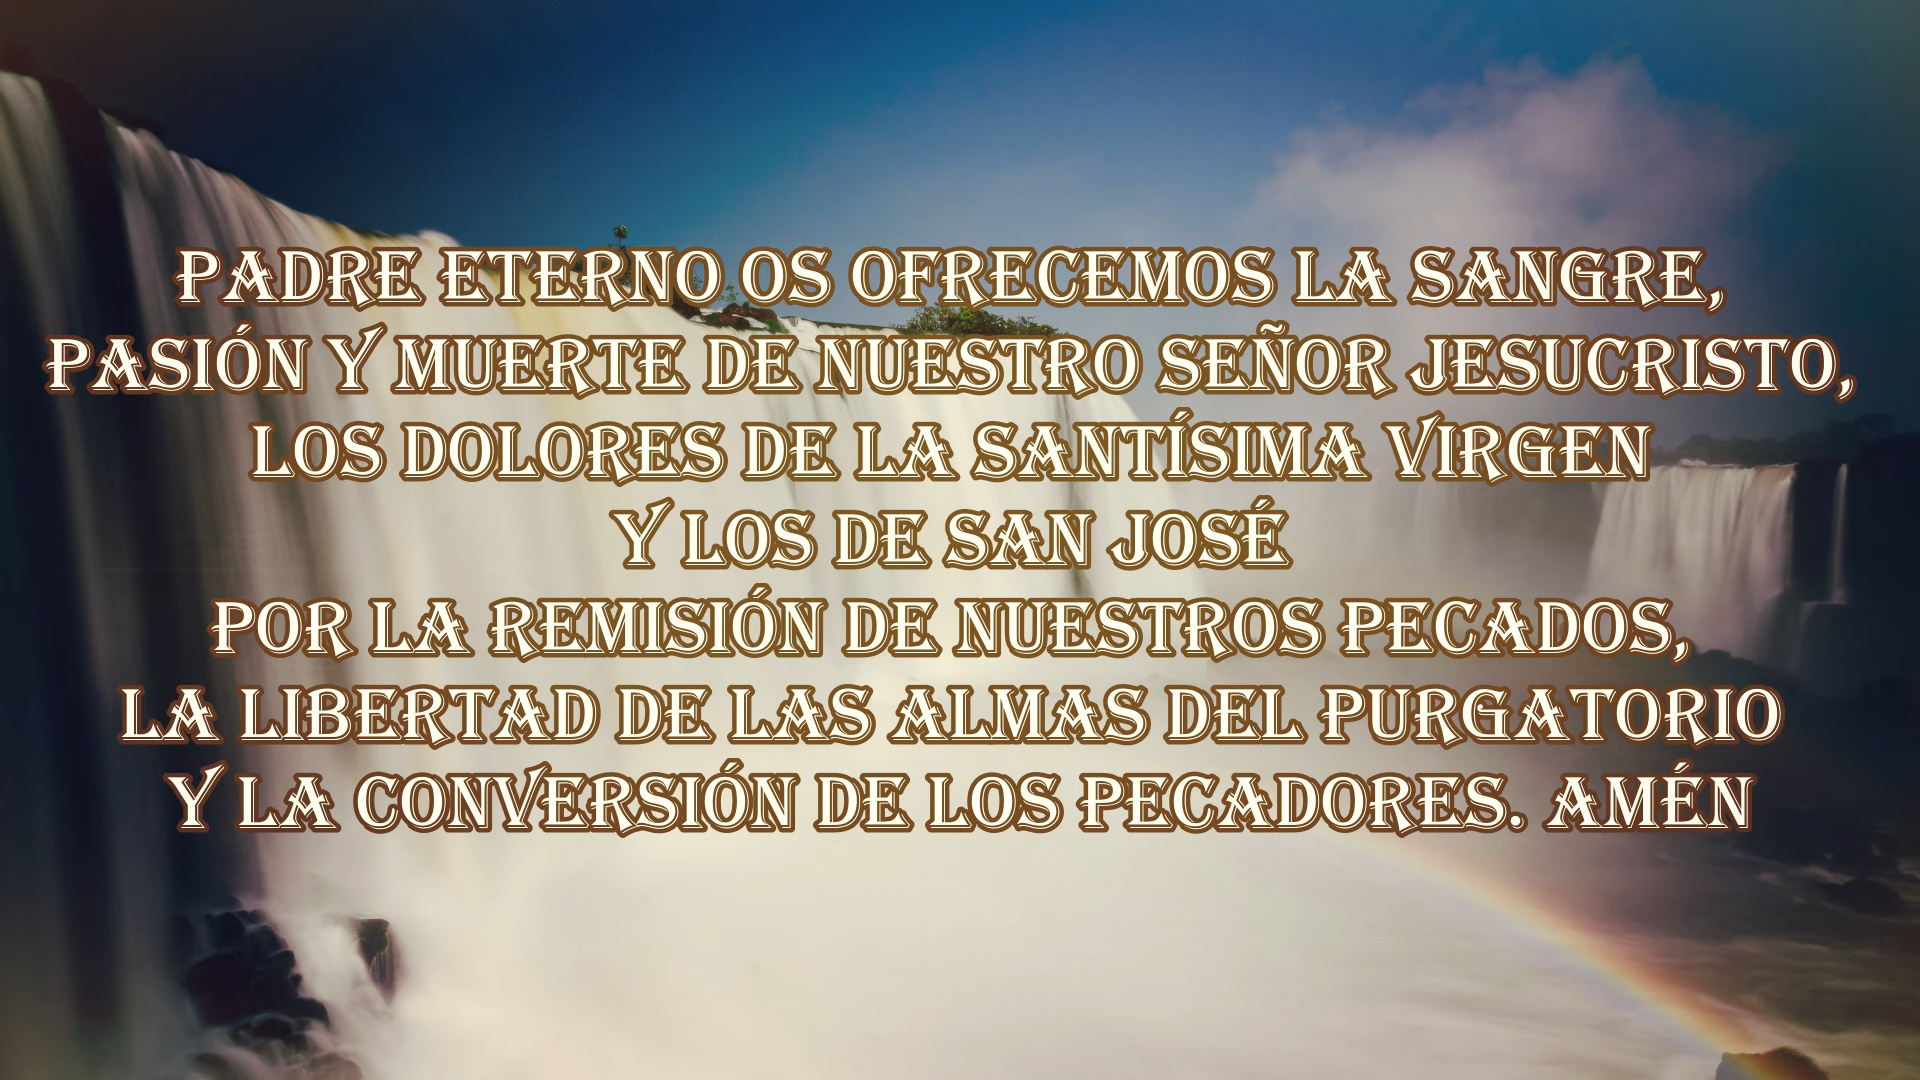 PADRE ETERNO OS OFRECEMOS LA SANGRE,
PASIÓN Y MUERTE DE NUESTRO SEÑOR JESUCRISTO,
LOS DOLORES DE LA SANTÍSIMA VIRGEN
Y LOS DE SAN JOSÉ
POR LA REMISIÓN DE NUESTROS PECADOS,
LA LIBERTAD DE LAS ALMAS DEL PURGATORIO
Y LA CONVERSIÓN DE LOS PECADORES. AMÉN